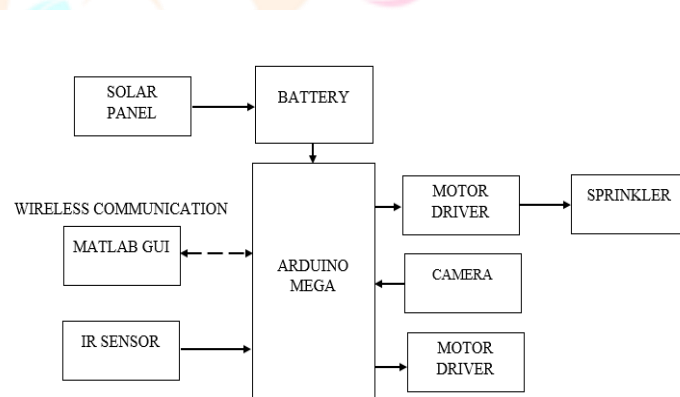 SOLAR
PANEL
BATTERY
WIRELESS COMMUNICATION
MATLAB GUI
IR SENSOR
ARDUINO
MEGA
MOTOR
DRIVER
SPRINKLER
CAMERA
MOTOR
DRIVER